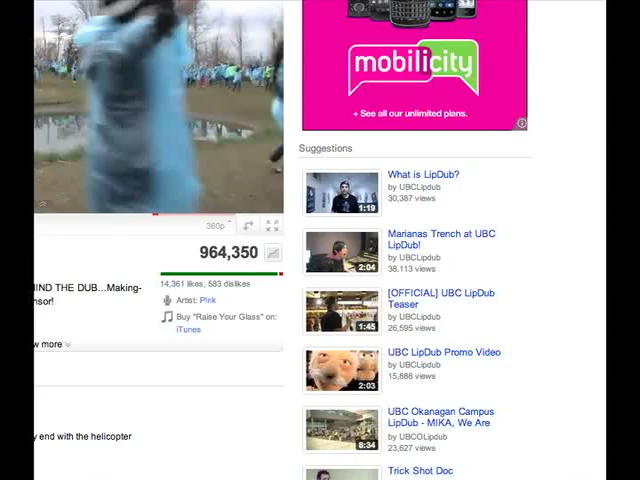 mobilicity
+ See all our unlimited plans.
360p
964,350
14,361 likes, 583 dislikes
Artist: P!nk
Buy "Raise Your Glass" on:
iTunes
IND THE DUB...Making-
nsor!
w more
y end with the helicopter
Suggestions
What is LipDub?
by UBCLipdub
30,387 views
1:19
Marianas Trench at UBC
LipDub!
by UBCLipdub
38,113 views
2:04
[OFFICIAL] UBC LipDub
Teaser
by UBCLipdub
26,595 views
1:45
UBC LipDub Promo Video
by UBCLipdub
15,888 views
2:03
UBC Okanagan Campus
LipDub - MIKA, We Are
by UBCOLipdub
23,627 views
8:34
Trick Shot Doc